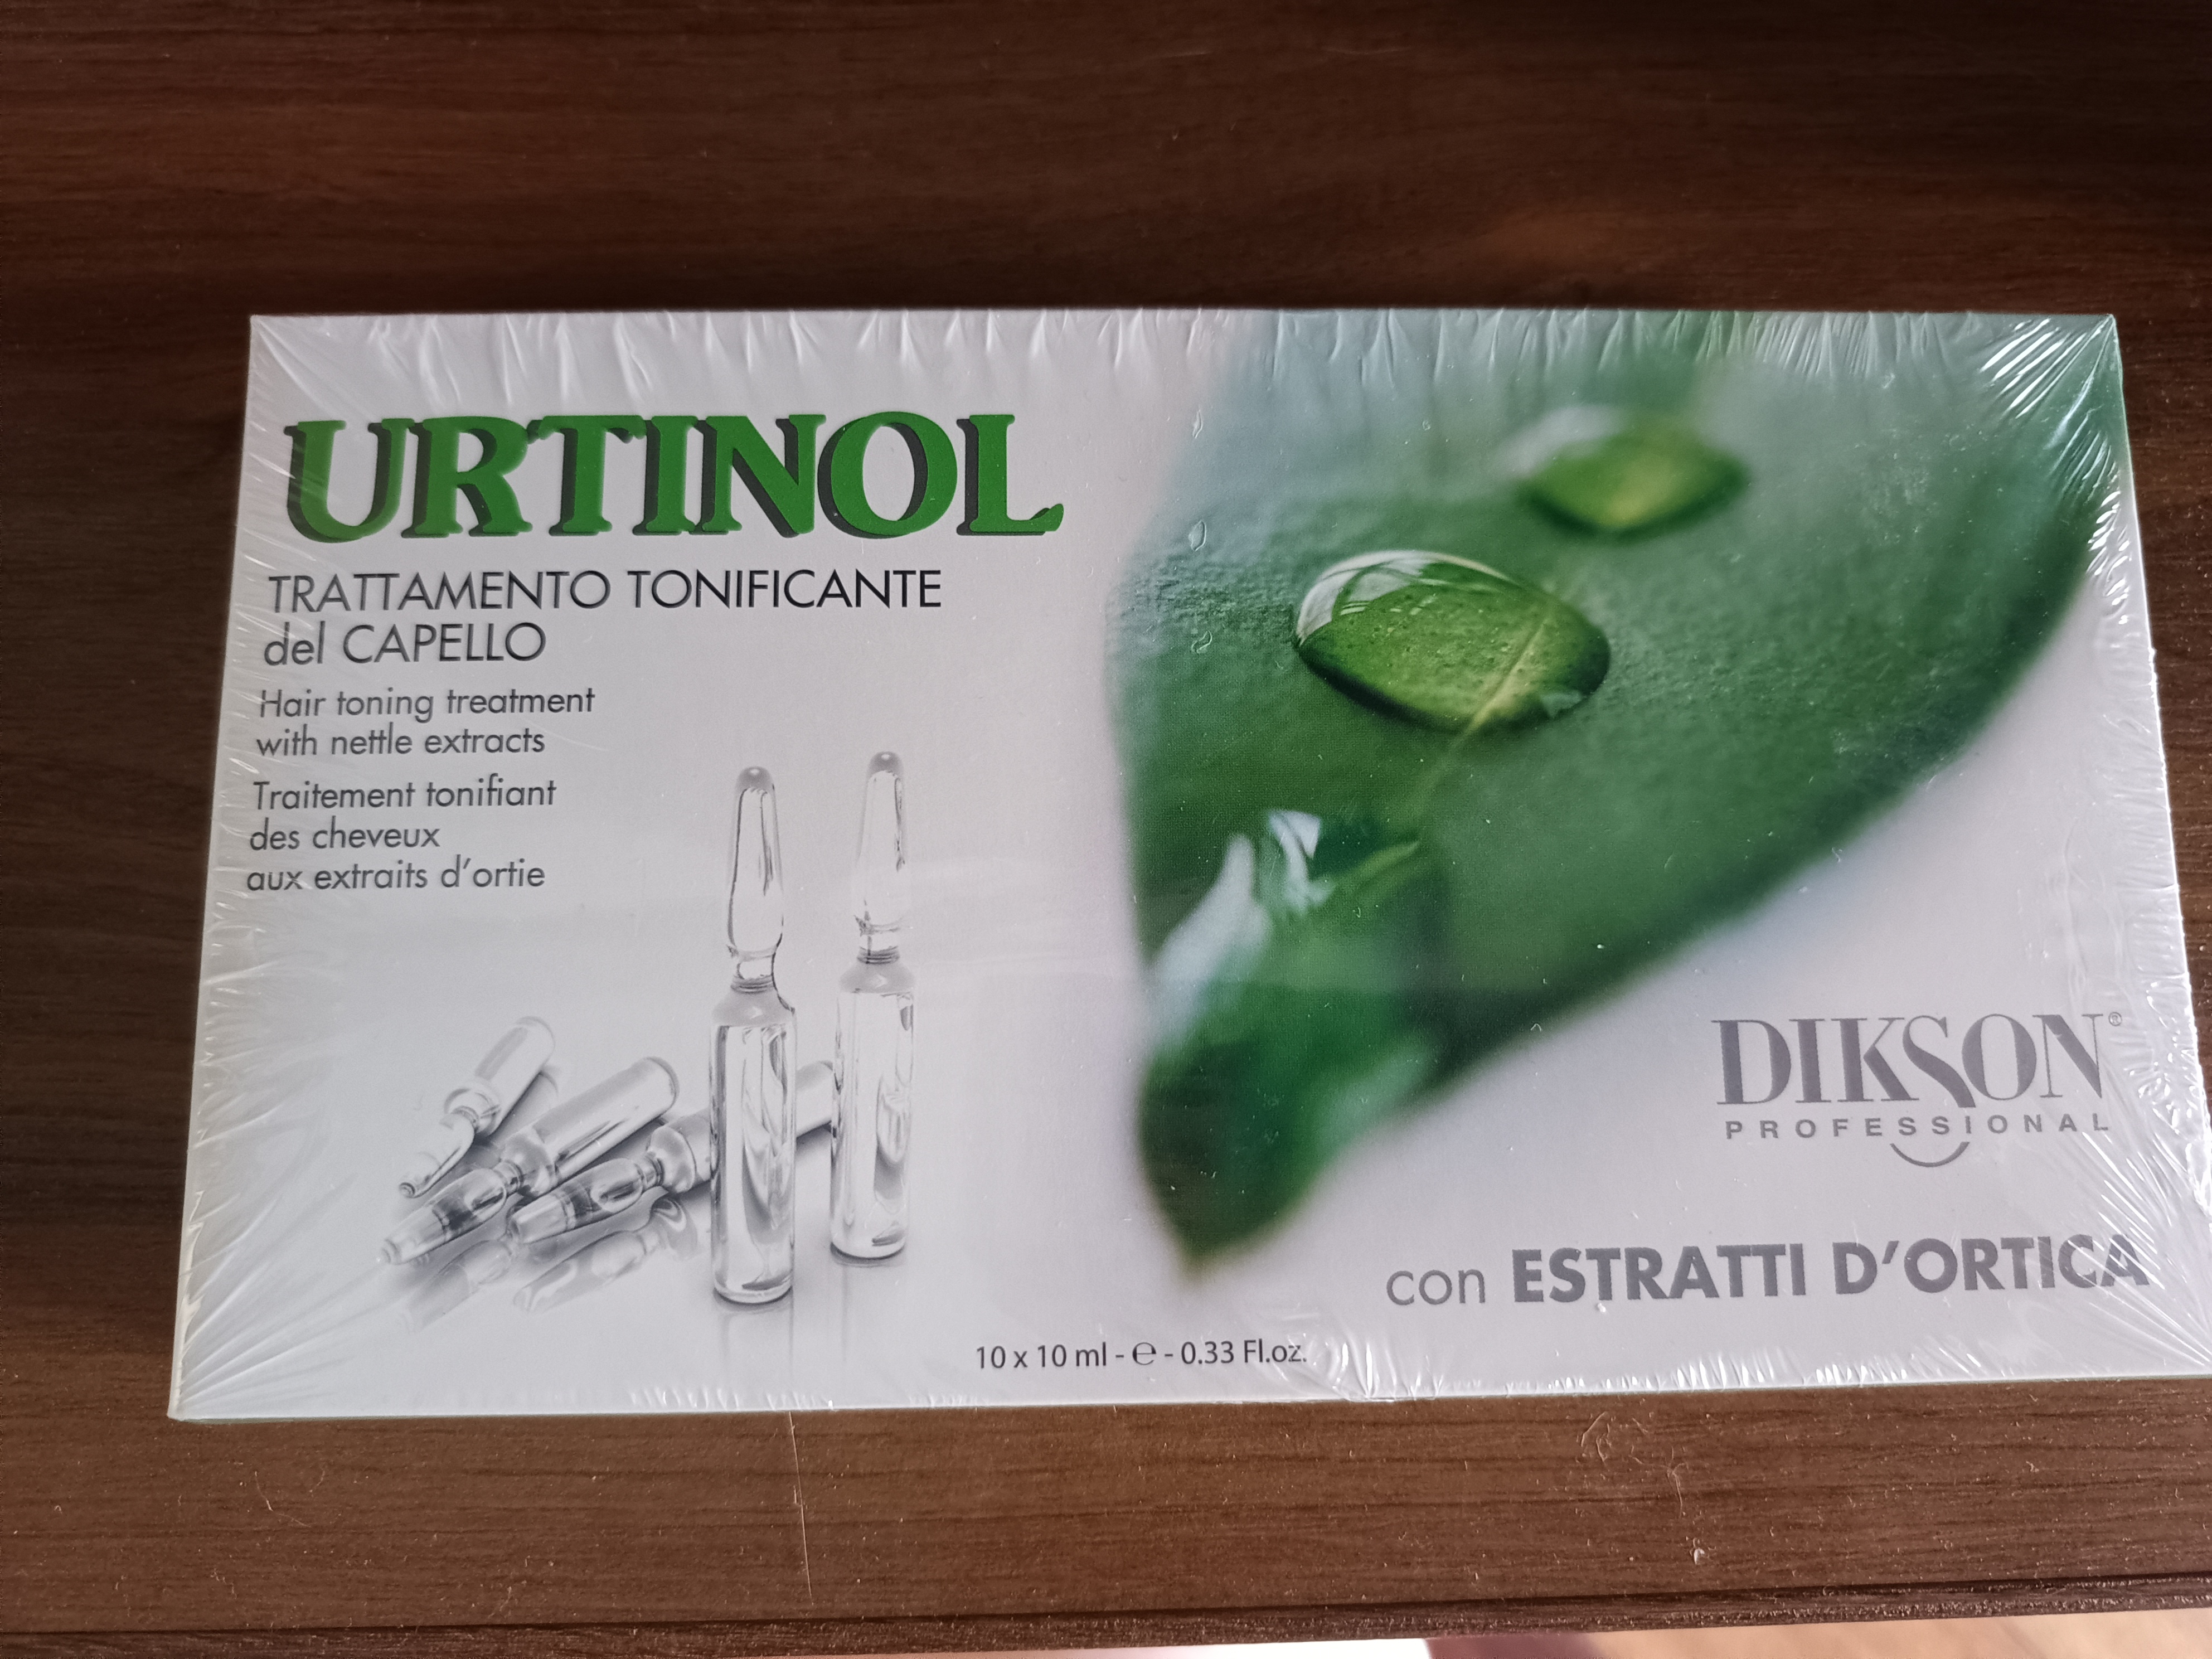 URTINOL
TRATTAMENTO TONIFICANTE
del CAPELLO
Hair toning treatment
with nettle extracts
Traitement tonifiant
des cheveux
aux extraits d'ortie
DIKSON®
PROFESSIONAL
con ESTRATTI D'ORTICA
10 x 10 ml - ℮ - 0.33 Fl.oz.